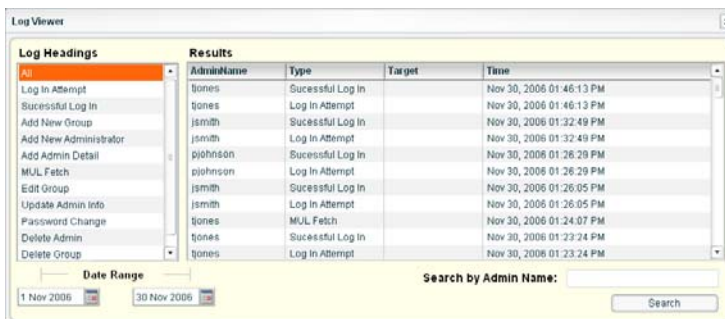 Log Viewer
Log Headings
All
Log In Attempt
Sucessful Log In
Add New Group
Add New Administrator
Add Admin Detail
MUL Fetch
Edit Group
Update Admin Info
Password Change
Delete Admin
Delete Group
Results
AdminName Type Target Time
tjones Sucessful Log In Nov 30, 2006 01:46:13 PM
tjones Log In Attempt Nov 30, 2006 01:46:13 PM
jsmith Sucessful Log In Nov 30, 2006 01:32:49 PM
jsmith Log In Attempt Nov 30, 2006 01:32:49 PM
pjohnson Sucessful Log In Nov 30, 2006 01:26:29 PM
pjohnson Log In Attempt Nov 30, 2006 01:26:29 PM
jsmith Sucessful Log In Nov 30, 2006 01:26:05 PM
jsmith Log In Attempt Nov 30, 2006 01:26:05 PM
tjones MUL Fetch Nov 30, 2006 01:24:07 PM
tjones Sucessful Log In Nov 30, 2006 01:23:24 PM
tjones Log In Attempt Nov 30, 2006 01:23:24 PM
Date Range
1 Nov 2006 30 Nov 2006
Search by Admin Name:
Search